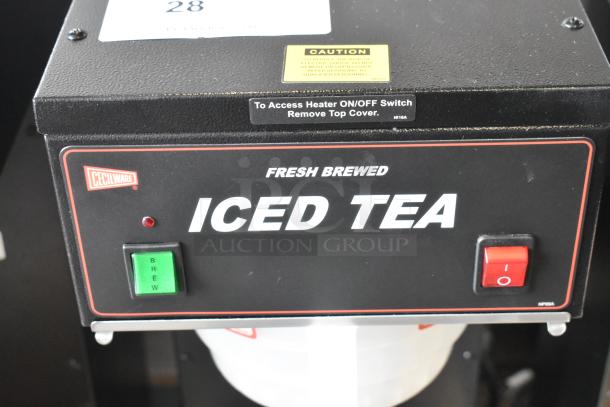 28
CAUTION
To Access Heater ON/OFF Switch
Remove Top Cover.
CECILWARE
FRESH BREWED
ICED TEA
PCI
AUCTION GROUP
BREW
I
O